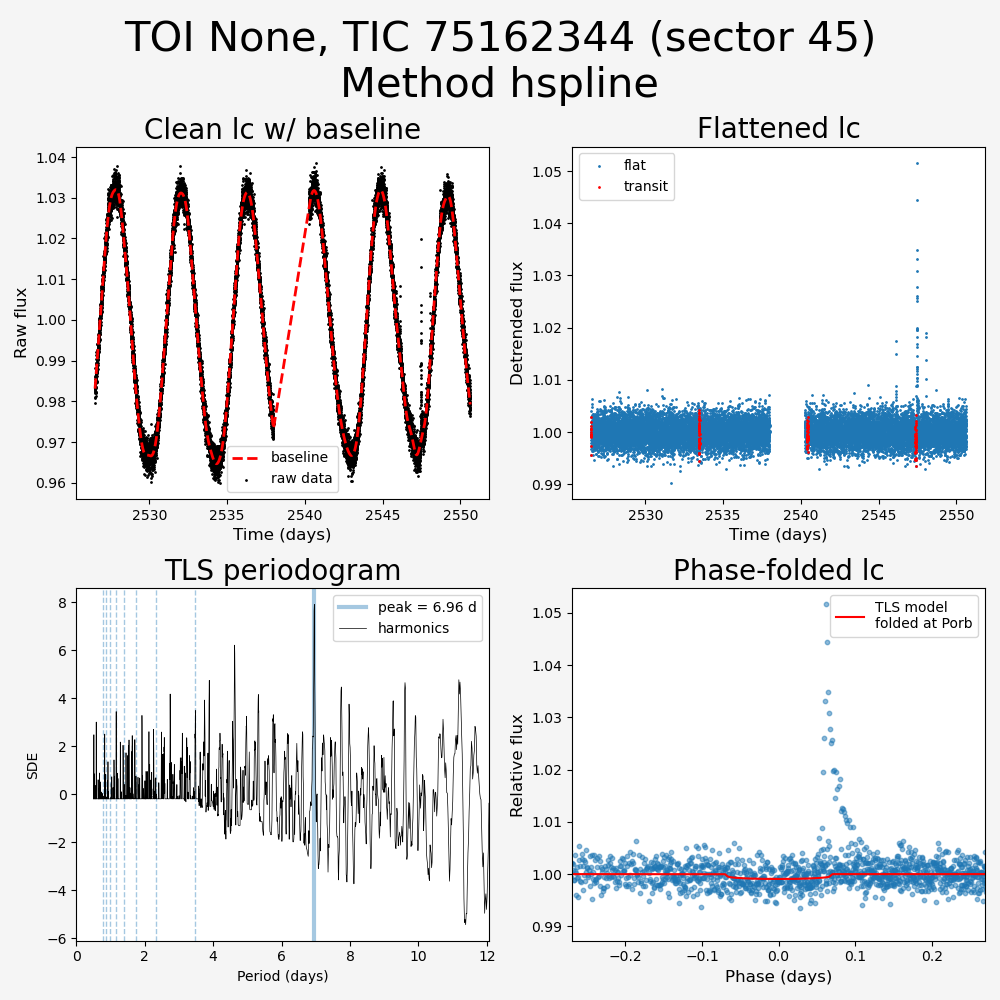 TOI None, TIC 75162344 (sector 45)
Method hspline
Clean lc w/ baseline
1.04
1.03
1.02
1.01
1.00
0.99
0.98
0.97
0.96
Raw flux
baseline
raw data
2530
2535
2540
2545
2550
Time (days)
Flattened lc
flat
transit
1.05
1.04
1.03
1.02
1.01
1.00
0.99
Detrended flux
2530
2535
2540
2545
2550
Time (days)
TLS periodogram
peak = 6.96 d
harmonics
8
6
4
2
0
−2
−4
−6
SDE
0
2
4
6
8
10
12
Period (days)
Phase-folded lc
TLS model
folded at Porb
1.05
1.04
1.03
1.02
1.01
1.00
0.99
Relative flux
−0.2
−0.1
0.0
0.1
0.2
Phase (days)